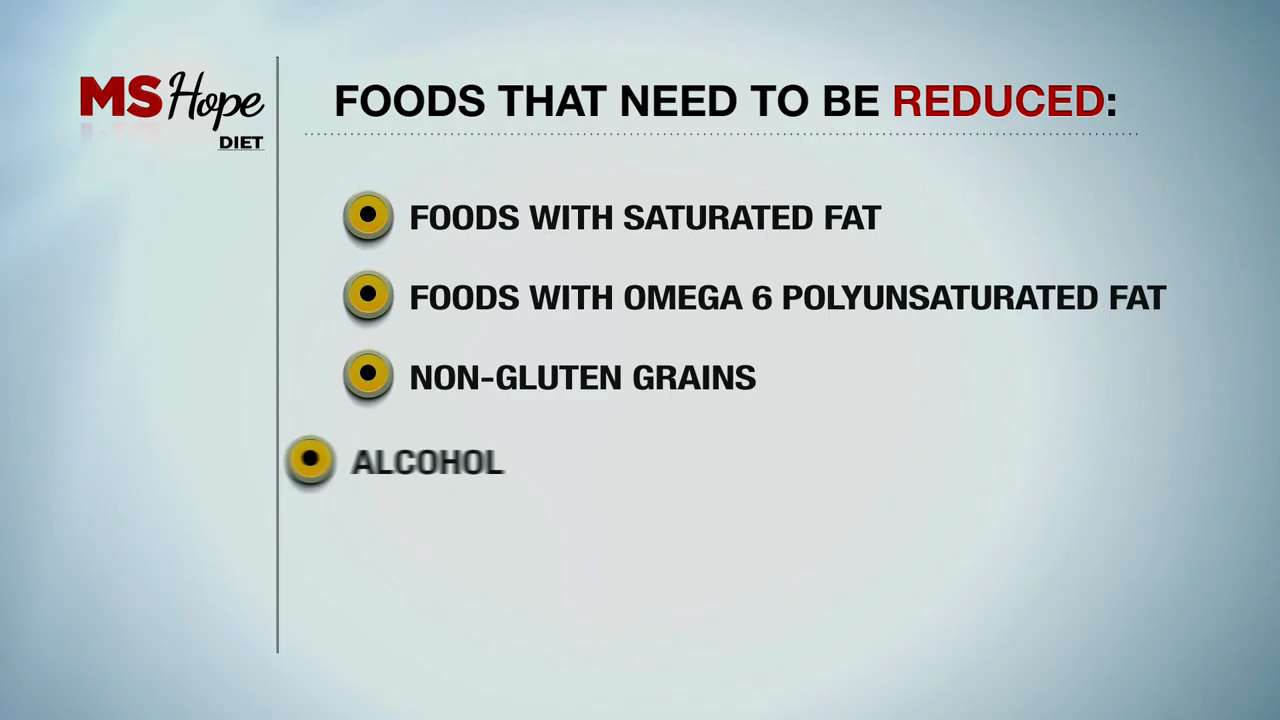 MS Hope
DIET
FOODS THAT NEED TO BE REDUCED:
FOODS WITH SATURATED FAT
FOODS WITH OMEGA 6 POLYUNSATURATED FAT
NON-GLUTEN GRAINS
ALCOHOL